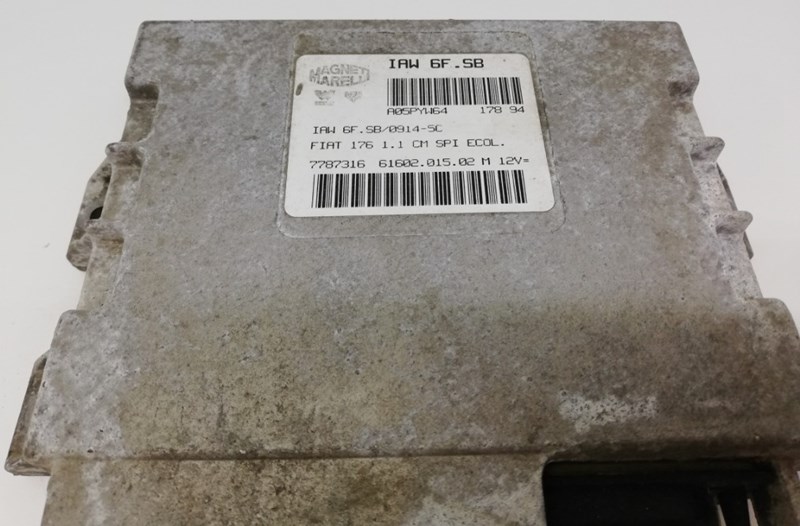 IAW 6F.SB
MAGNETI
MARELLI
A05PYW64 178 94
IAW 6F.SB/0914-5C
FIAT 176 1.1 CM SPI ECOL.
7787316 61602.015.02 M 12V=